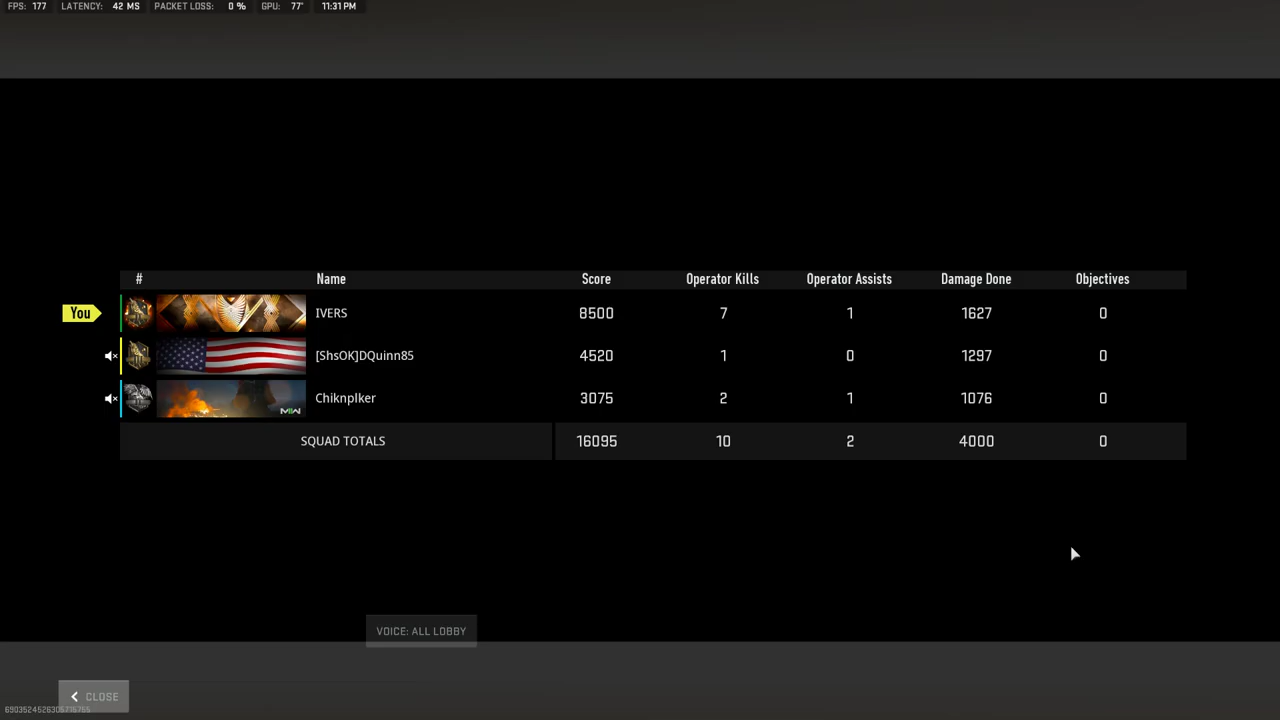 FPS: 177 LATENCY: 42 MS PACKET LOSS: 0 % GPU: 77° 11:31 PM
# Name Score Operator Kills Operator Assists Damage Done Objectives
You IVERS 8500 7 1 1627 0
[ShsOK]DQuinn85 4520 1 0 1297 0
MW
Chiknplker 3075 2 1 1076 0
SQUAD TOTALS 16095 10 2 4000 0
VOICE: ALL LOBBY
CLOSE